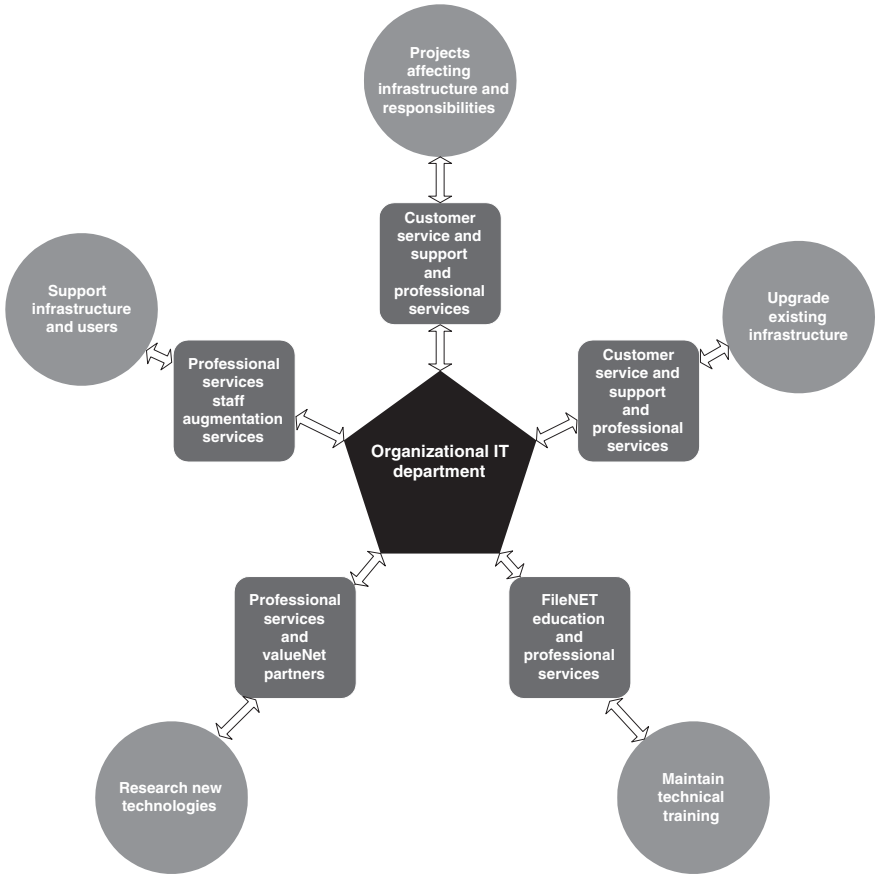 Projects
affecting
infrastructure and
responsibilities
Customer
service and
support
and
professional
services
Support
infrastructure
and users
Upgrade
existing
infrastructure
Professional
services
staff
augmentation
services
Customer
service and
support
and
professional
services
Organizational IT
department
Professional
services
and
valueNet
partners
FileNET
education
and
professional
services
Research new
technologies
Maintain
technical
training